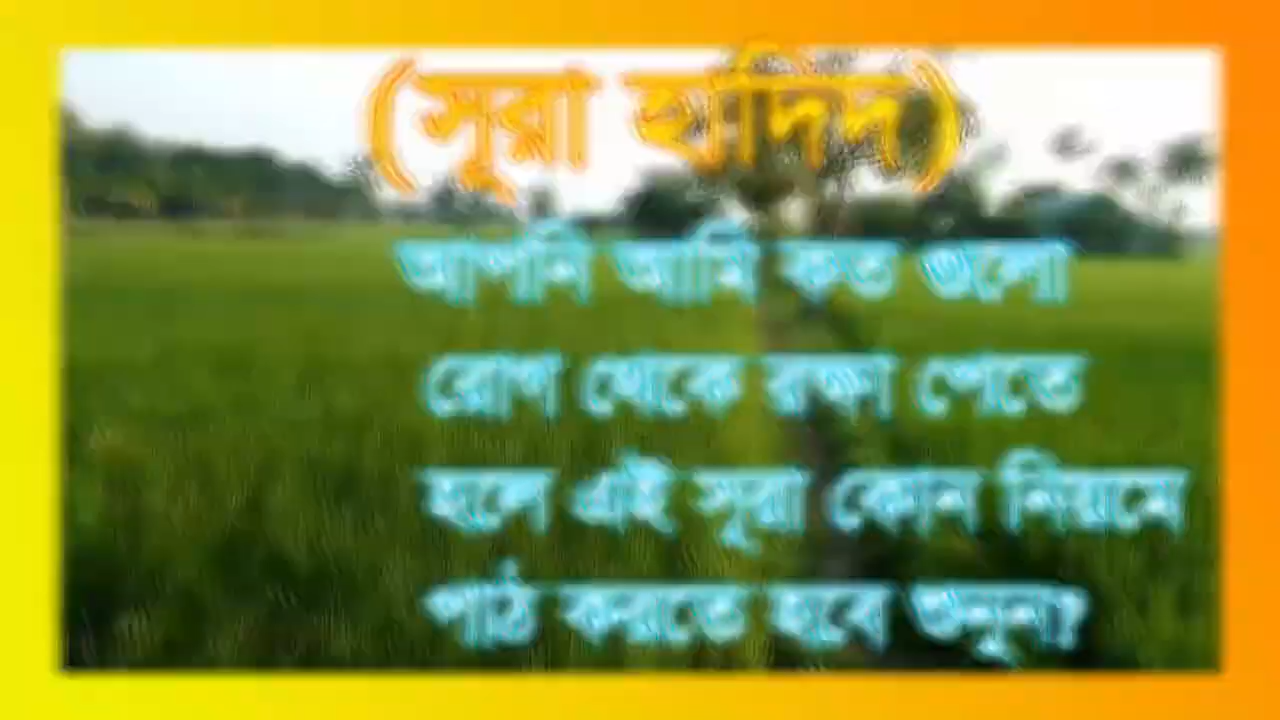 (সূরা হাদিদ)
আপনি আমি কত গুলো
রোগ থেকে রক্ষা পেতে
হলে এই সূরা কোন নিয়মে
পাঠ করতে হবে শুনুন?